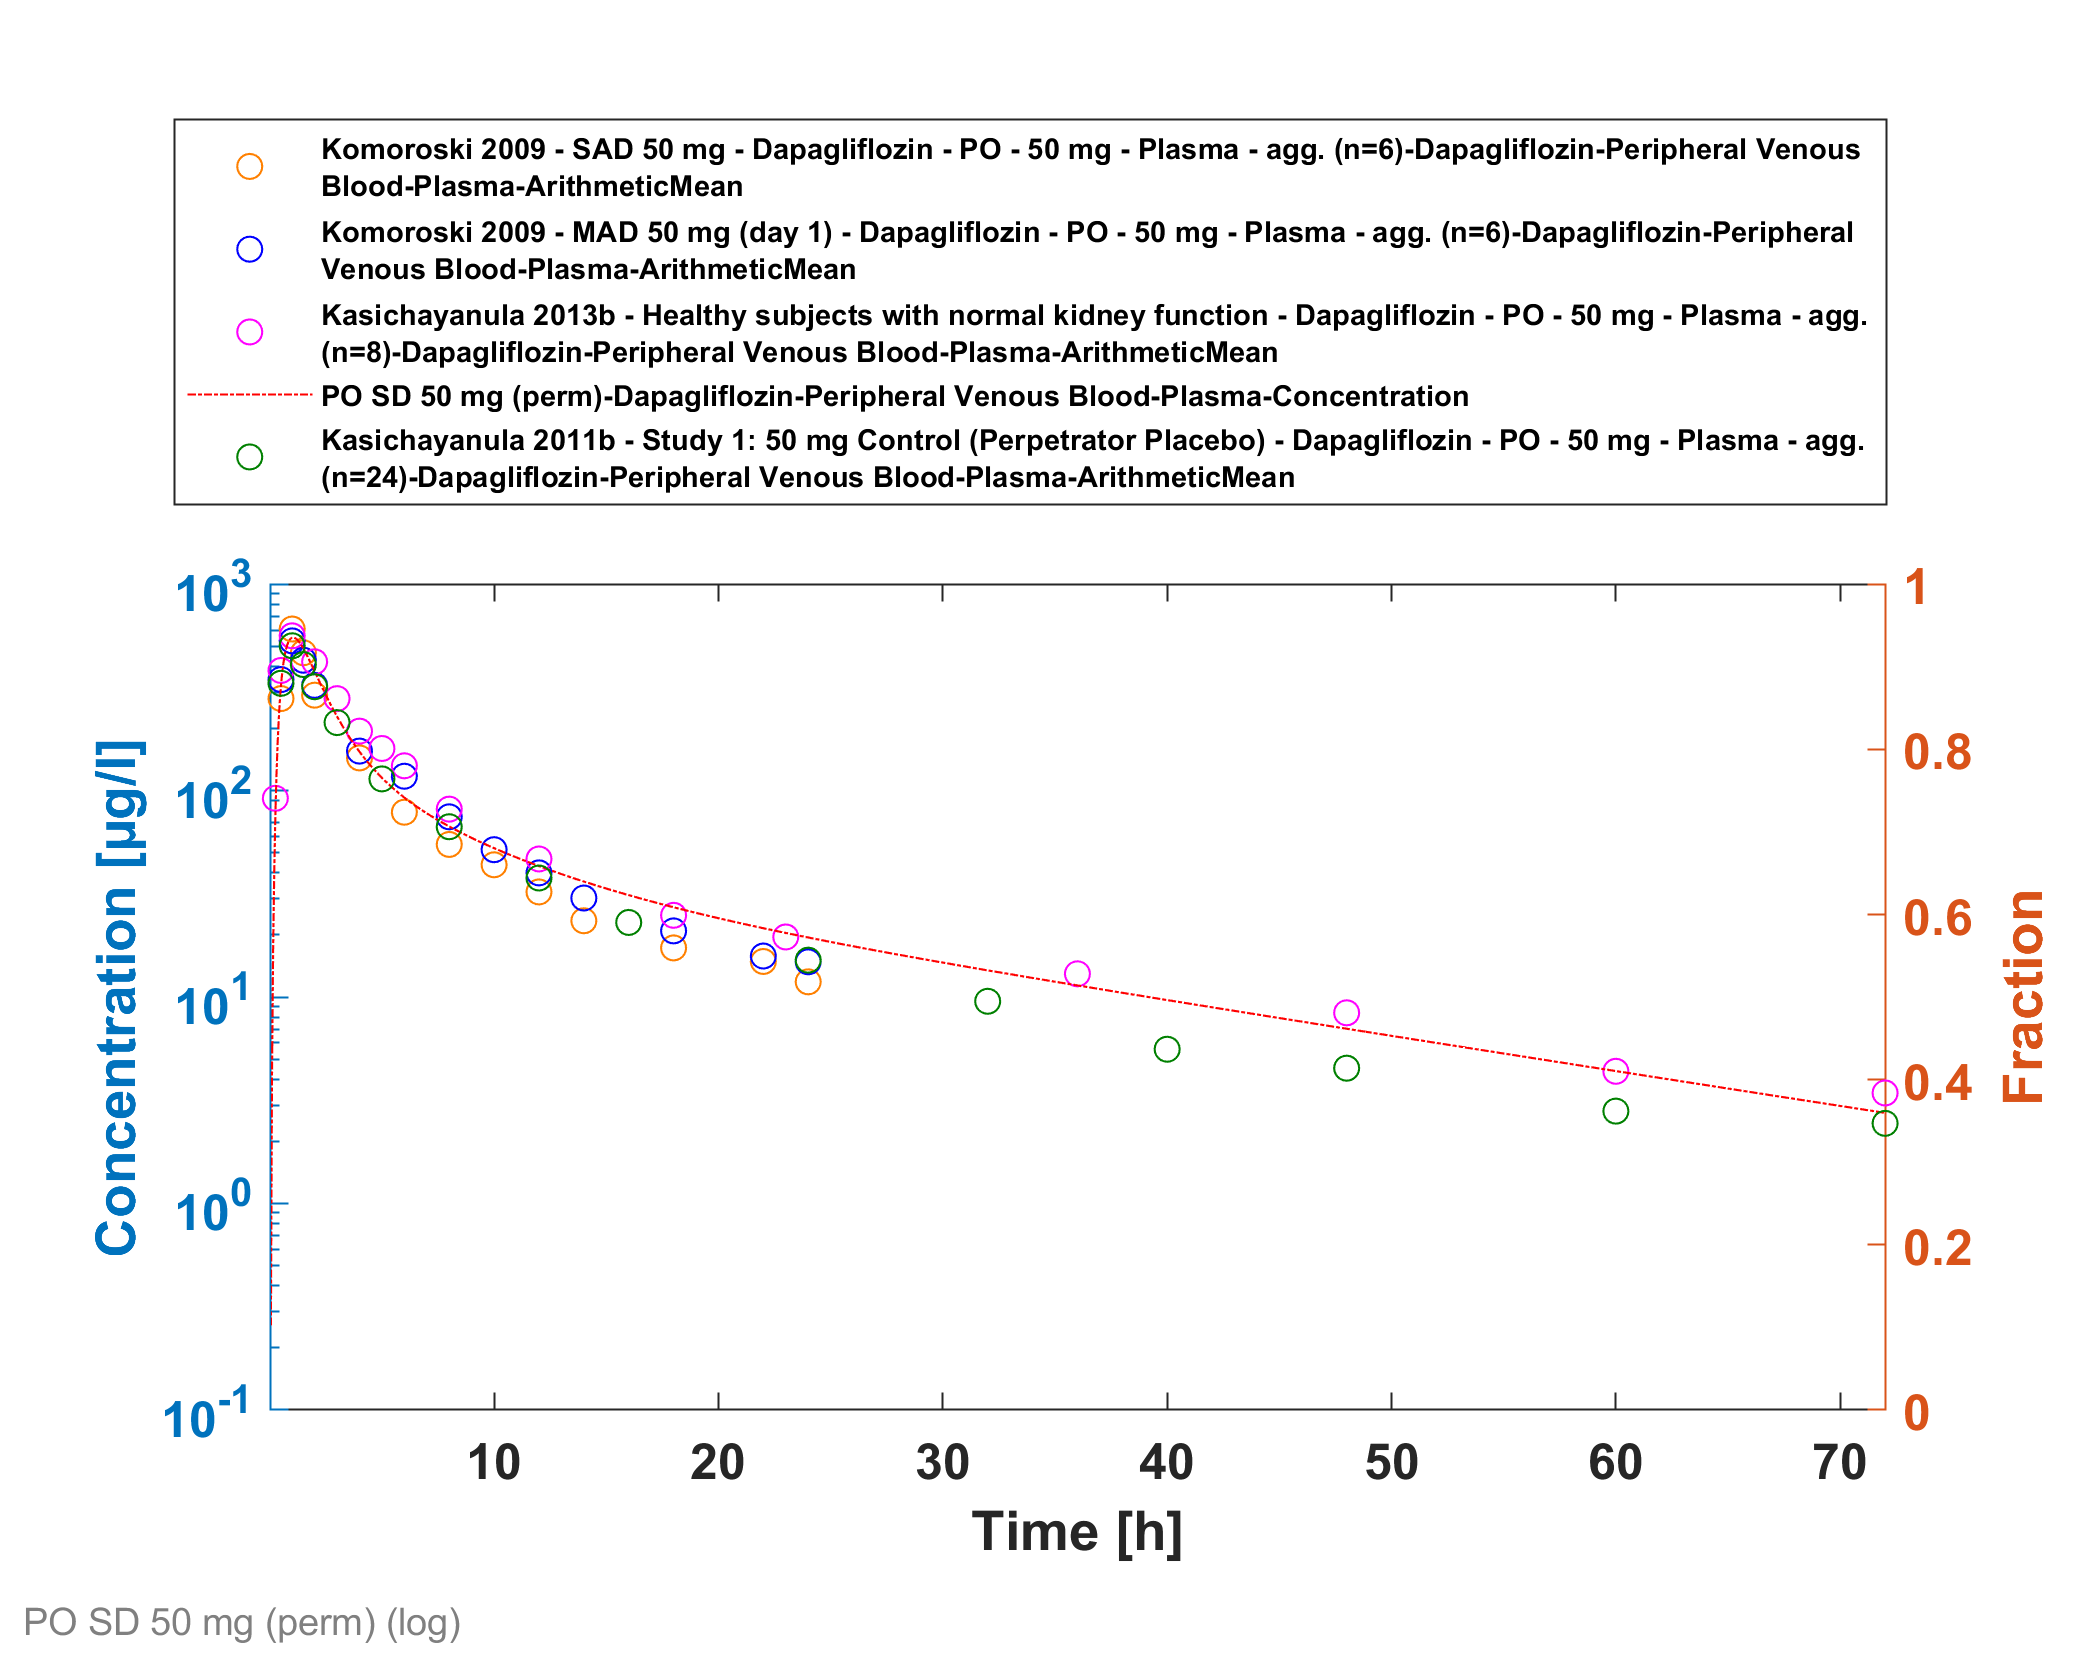 Komoroski 2009 - SAD 50 mg - Dapagliflozin - PO - 50 mg - Plasma - agg. (n=6)-Dapagliflozin-Peripheral Venous
Blood-Plasma-ArithmeticMean
Komoroski 2009 - MAD 50 mg (day 1) - Dapagliflozin - PO - 50 mg - Plasma - agg. (n=6)-Dapagliflozin-Peripheral
Venous Blood-Plasma-ArithmeticMean
Kasichayanula 2013b - Healthy subjects with normal kidney function - Dapagliflozin - PO - 50 mg - Plasma - agg.
(n=8)-Dapagliflozin-Peripheral Venous Blood-Plasma-ArithmeticMean
PO SD 50 mg (perm)-Dapagliflozin-Peripheral Venous Blood-Plasma-Concentration
Kasichayanula 2011b - Study 1: 50 mg Control (Perpetrator Placebo) - Dapagliflozin - PO - 50 mg - Plasma - agg.
(n=24)-Dapagliflozin-Peripheral Venous Blood-Plasma-ArithmeticMean
Concentration [µg/l]
10^3
10^2
10^1
10^0
10^-1
1
0.8
0.6
0.4
0.2
0
Fraction
10 20 30 40 50 60 70
Time [h]
PO SD 50 mg (perm) (log)